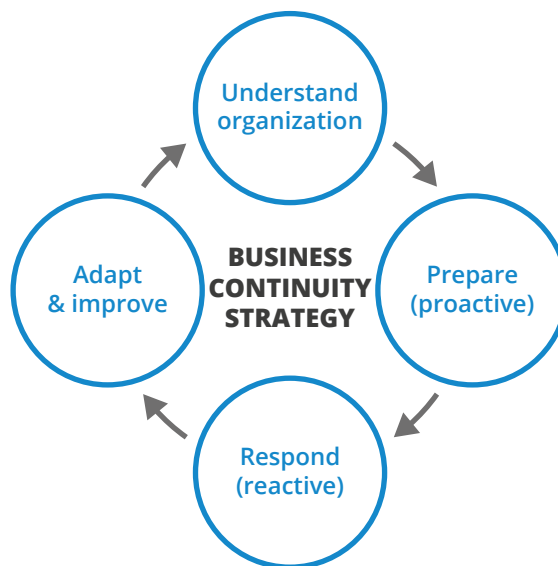 Understand
organization
Adapt
& improve
BUSINESS
CONTINUITY
STRATEGY
Prepare
(proactive)
Respond
(reactive)